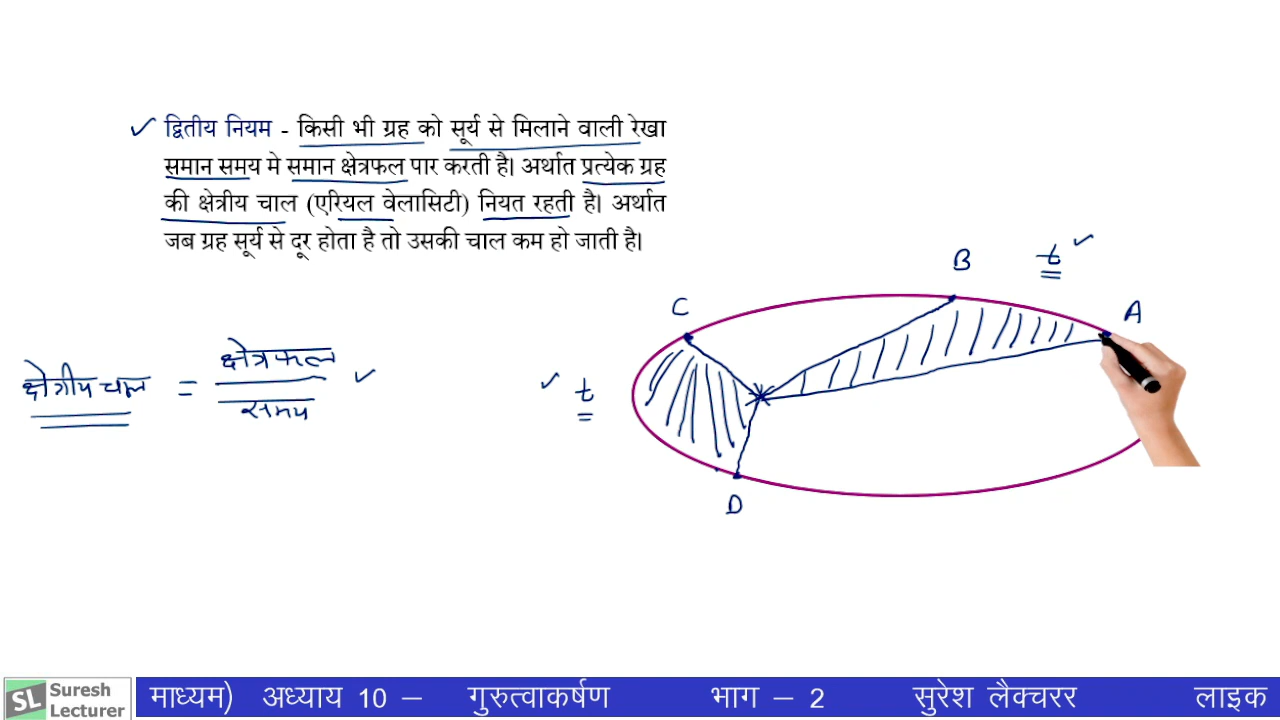 द्वितीय नियम - किसी भी ग्रह को सूर्य से मिलाने वाली रेखा
समान समय मे समान क्षेत्रफल पार करती है। अर्थात प्रत्येक ग्रह
की क्षेत्रीय चाल (एरियल वेलासिटी) नियत रहती है। अर्थात
जब ग्रह सूर्य से दूर होता है तो उसकी चाल कम हो जाती है।
B
t
C
A
क्षेत्रीय चाल = क्षेत्रफल
समय
t
D
SL Suresh
Lecturer
माध्यम) अध्याय 10 – गुरुत्वाकर्षण भाग – 2 सुरेश लैक्चरर लाइक